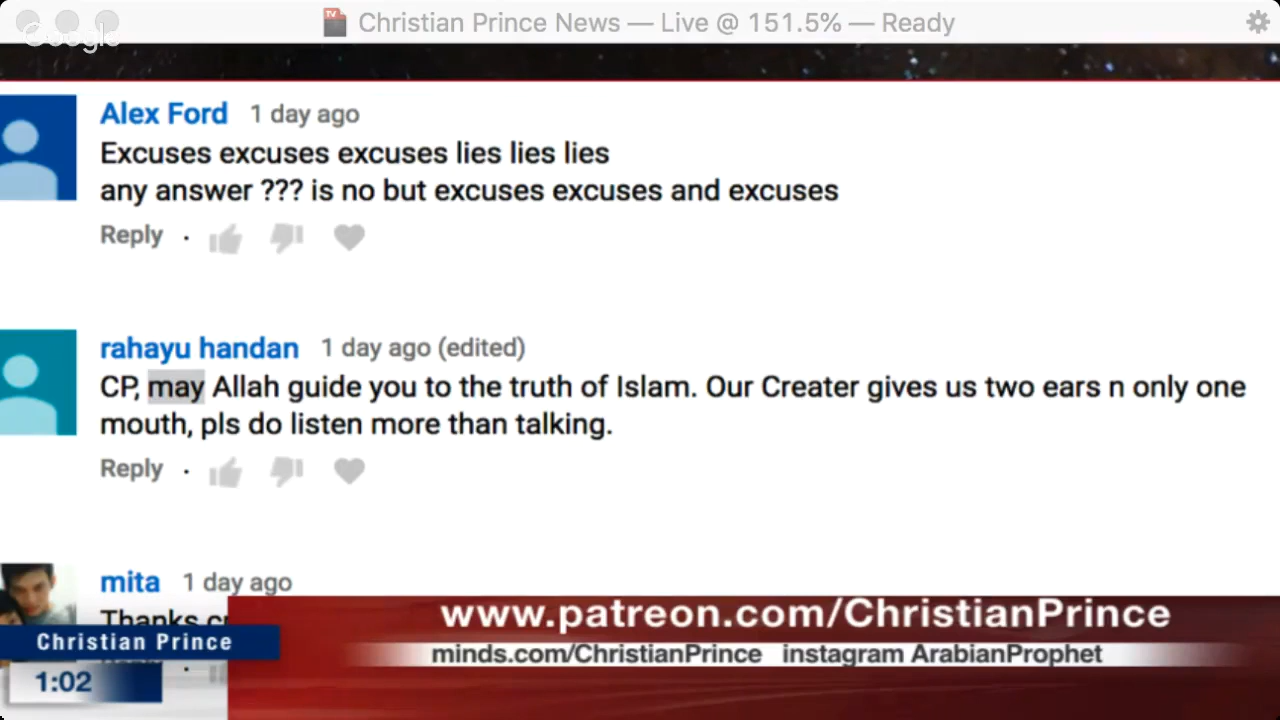 Christian Prince News — Live @ 151.5% — Ready
Google
Alex Ford 1 day ago
Excuses excuses excuses lies lies lies
any answer ??? is no but excuses excuses and excuses
Reply
rahayu handan 1 day ago (edited)
CP, may Allah guide you to the truth of Islam. Our Creater gives us two ears n only one
mouth, pls do listen more than talking.
Reply
mita 1 day ago
Thanks
www.patreon.com/ChristianPrince
Christian Prince
minds.com/ChristianPrince instagram ArabianProphet
1:02